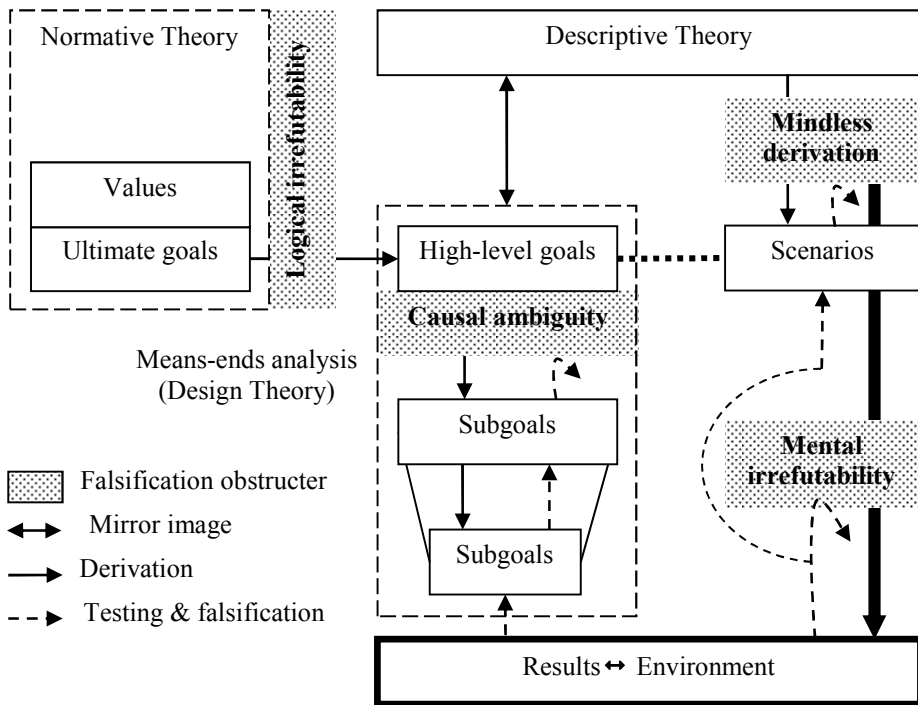 Normative Theory
Values
Ultimate goals
Logical irrefutability
Descriptive Theory
Mindless
derivation
High-level goals
Scenarios
Causal ambiguity
Means-ends analysis
(Design Theory)
Subgoals
Mental
irrefutability
Subgoals
Falsification obstructer
Mirror image
Derivation
Testing & falsification
Results ↔ Environment